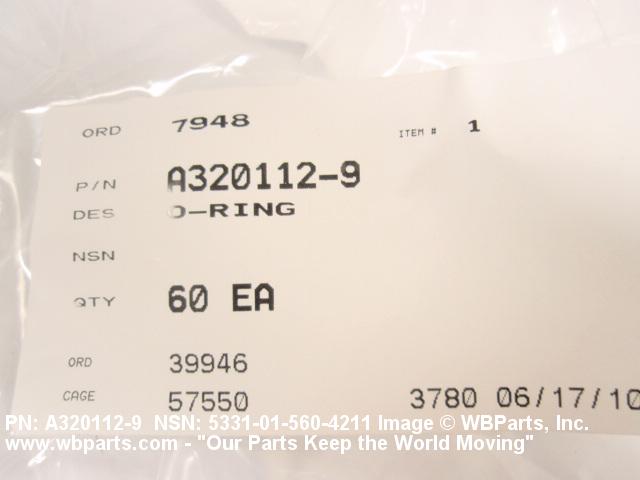 ORD 7948 ITEM # 1
P/N A320112-9
DES O-RING
NSN
QTY 60 EA
ORD 39946
CAGE 57550 3780 06/17/10
PN: A320112-9 NSN: 5331-01-560-4211 Image © WBParts, Inc.
www.wbparts.com - "Our Parts Keep the World Moving"